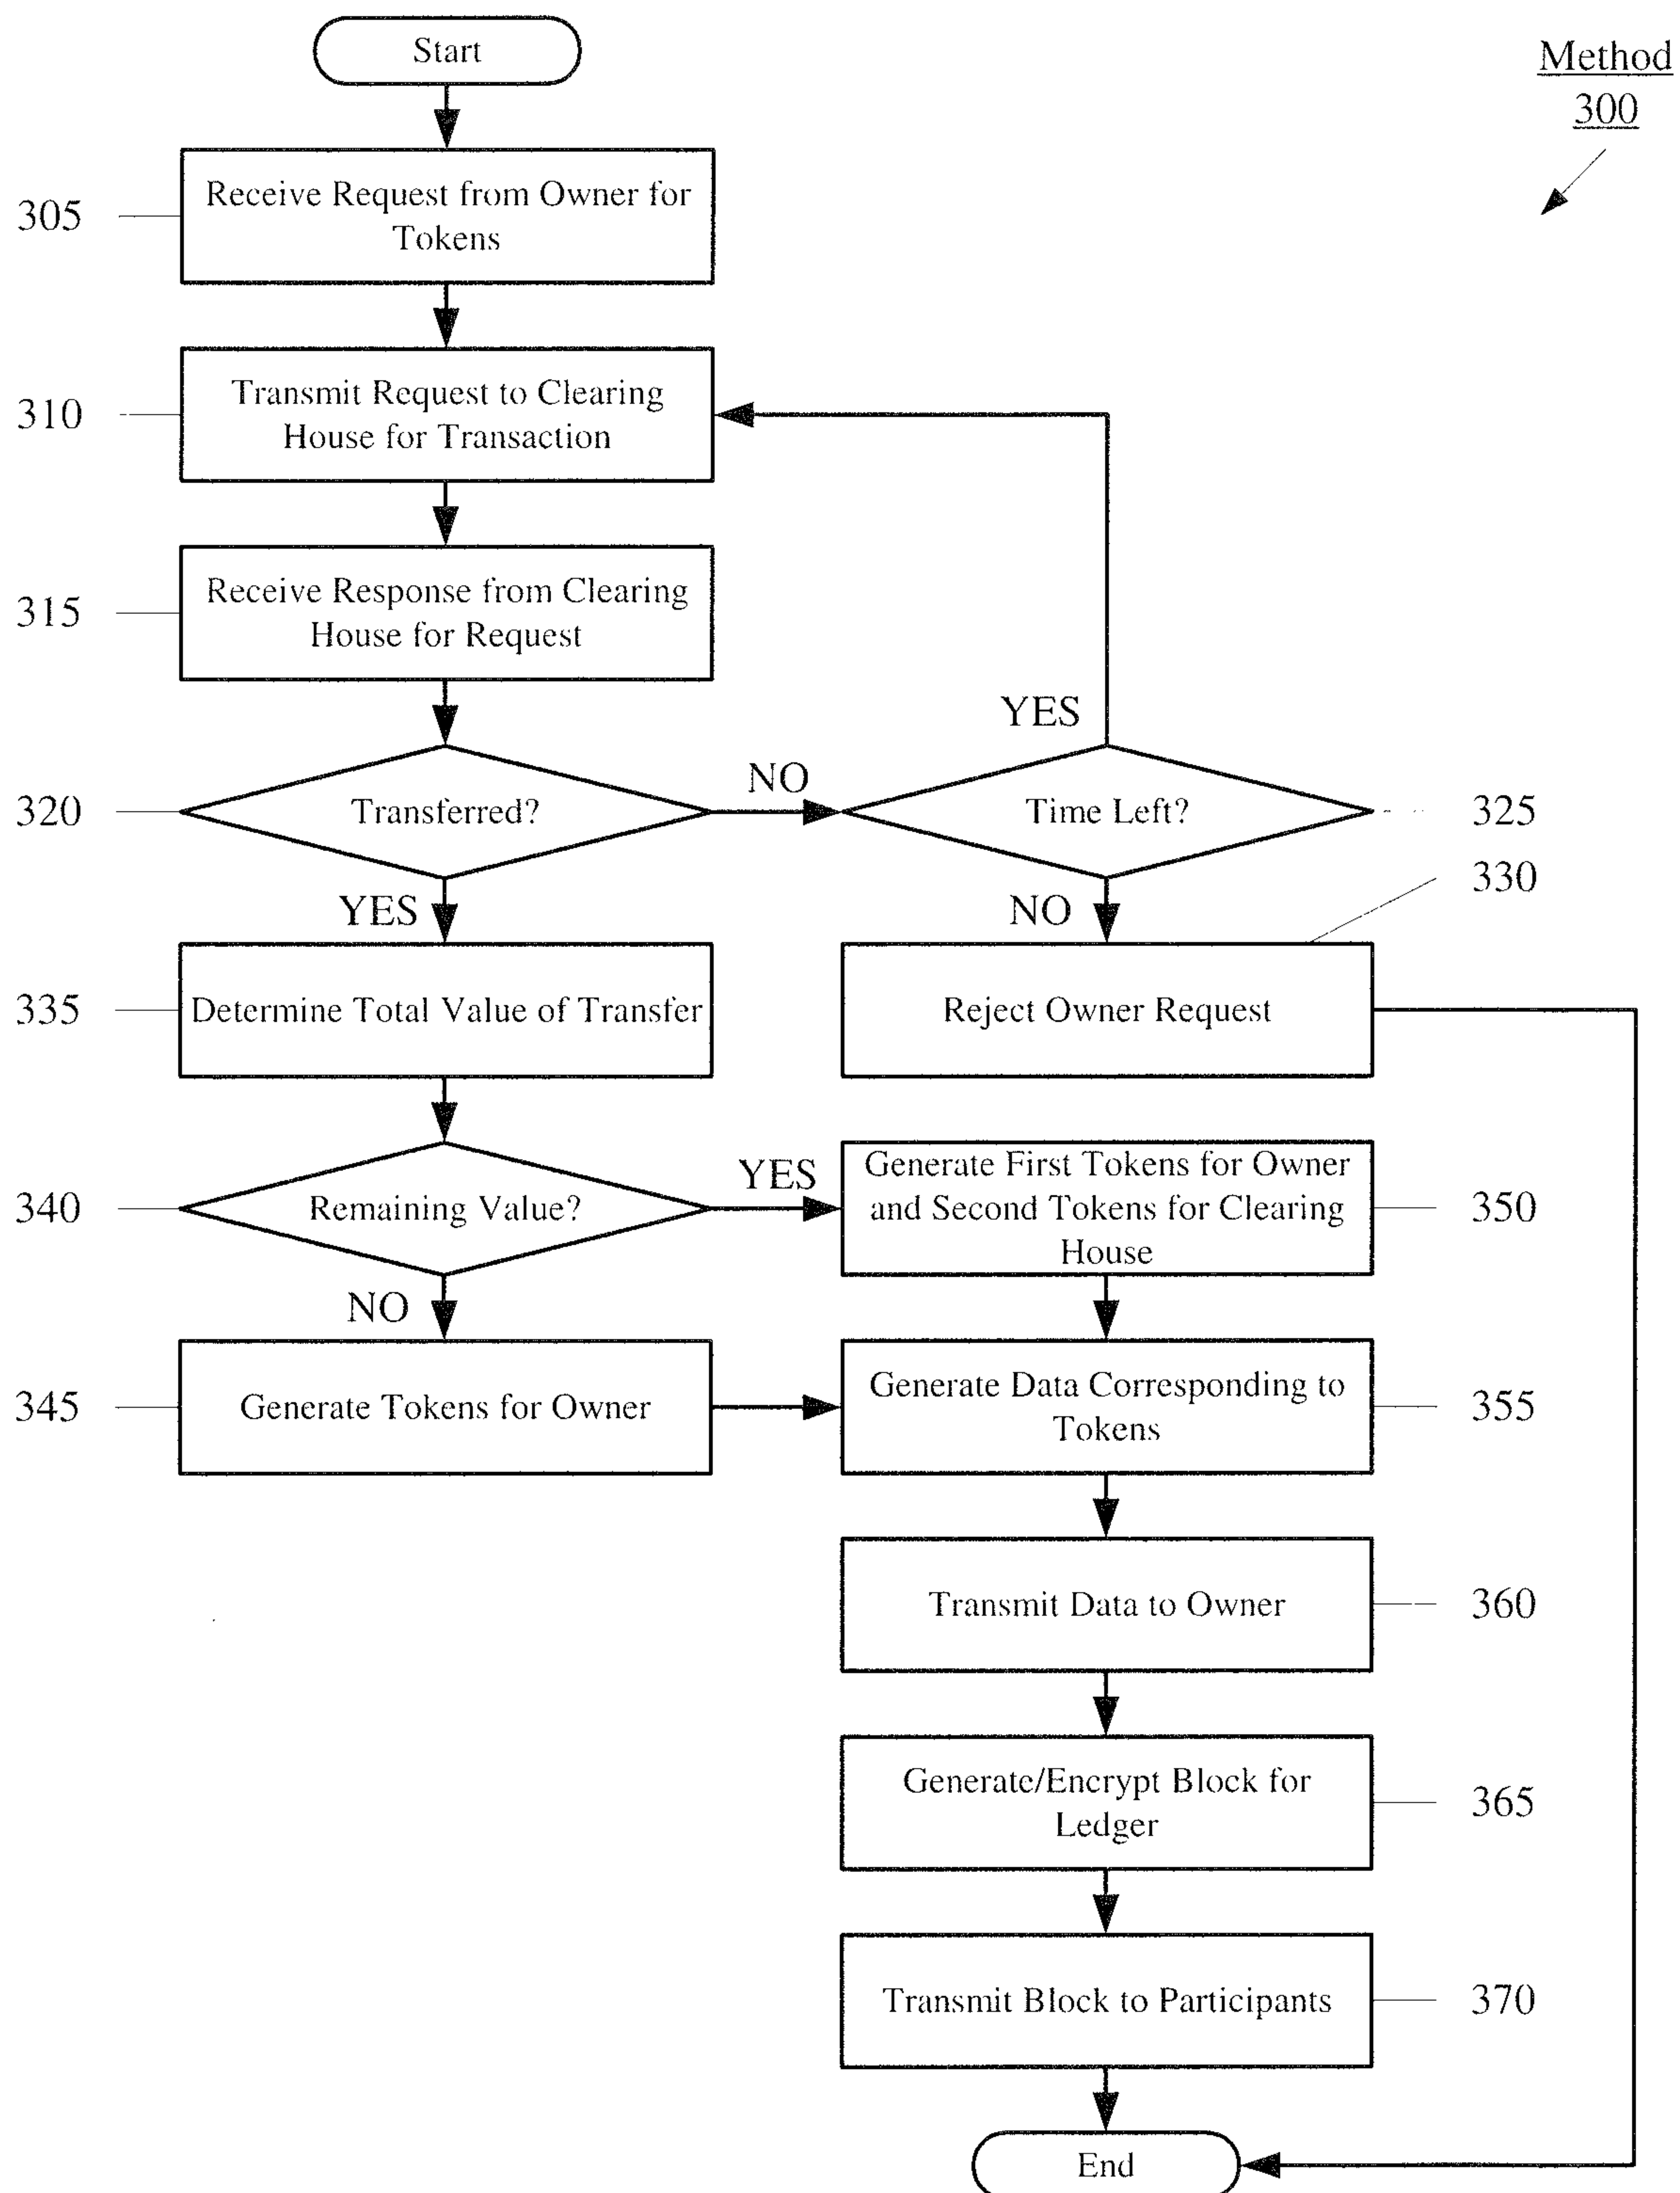 Start
Method
300
305
Receive Request from Owner for
Tokens
310
Transmit Request to Clearing
House for Transaction
315
Receive Response from Clearing
House for Request
YES
320
Transferred?
NO
Time Left?
325
330
YES
NO
335
Determine Total Value of Transfer
Reject Owner Request
340
Remaining Value?
YES
Generate First Tokens for Owner
and Second Tokens for Clearing
House
350
NO
345
Generate Tokens for Owner
Generate Data Corresponding to
Tokens
355
Transmit Data to Owner
360
Generate/Encrypt Block for
Ledger
365
Transmit Block to Participants
370
End